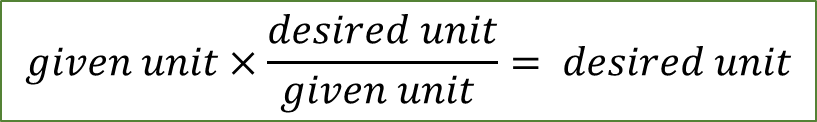 given unit × desired unit / given unit = desired unit